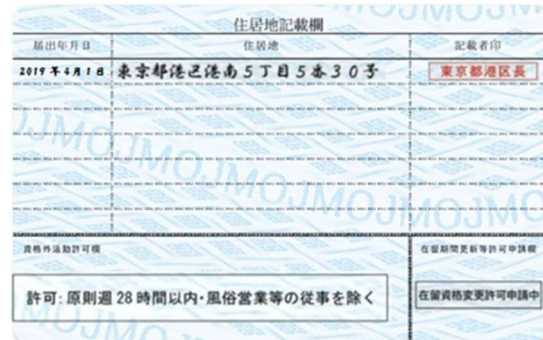 住居地記載欄
届出年月日 住居地 記載者印
2019年4月1日 東京都港区港南5丁目5番30号 東京都港区長
資格外活動許可欄 在留期間更新等許可申請欄
許可:原則週28時間以内・風俗営業等の従事を除く 在留資格変更許可申請中
MOJMOJMO